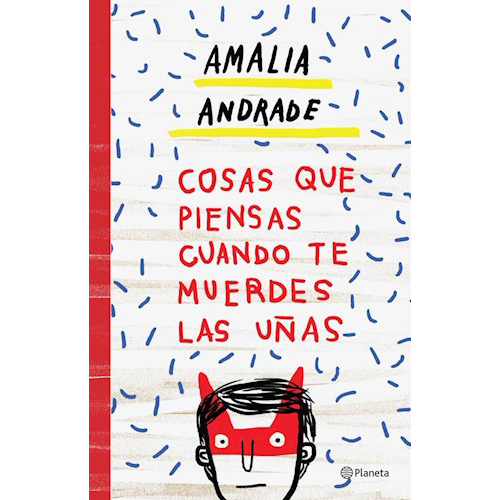 AMALIA
ANDRADE
COSAS QUE
PIENSAS
CUANDO TE
MUERDES
LAS UÑAS
Planeta